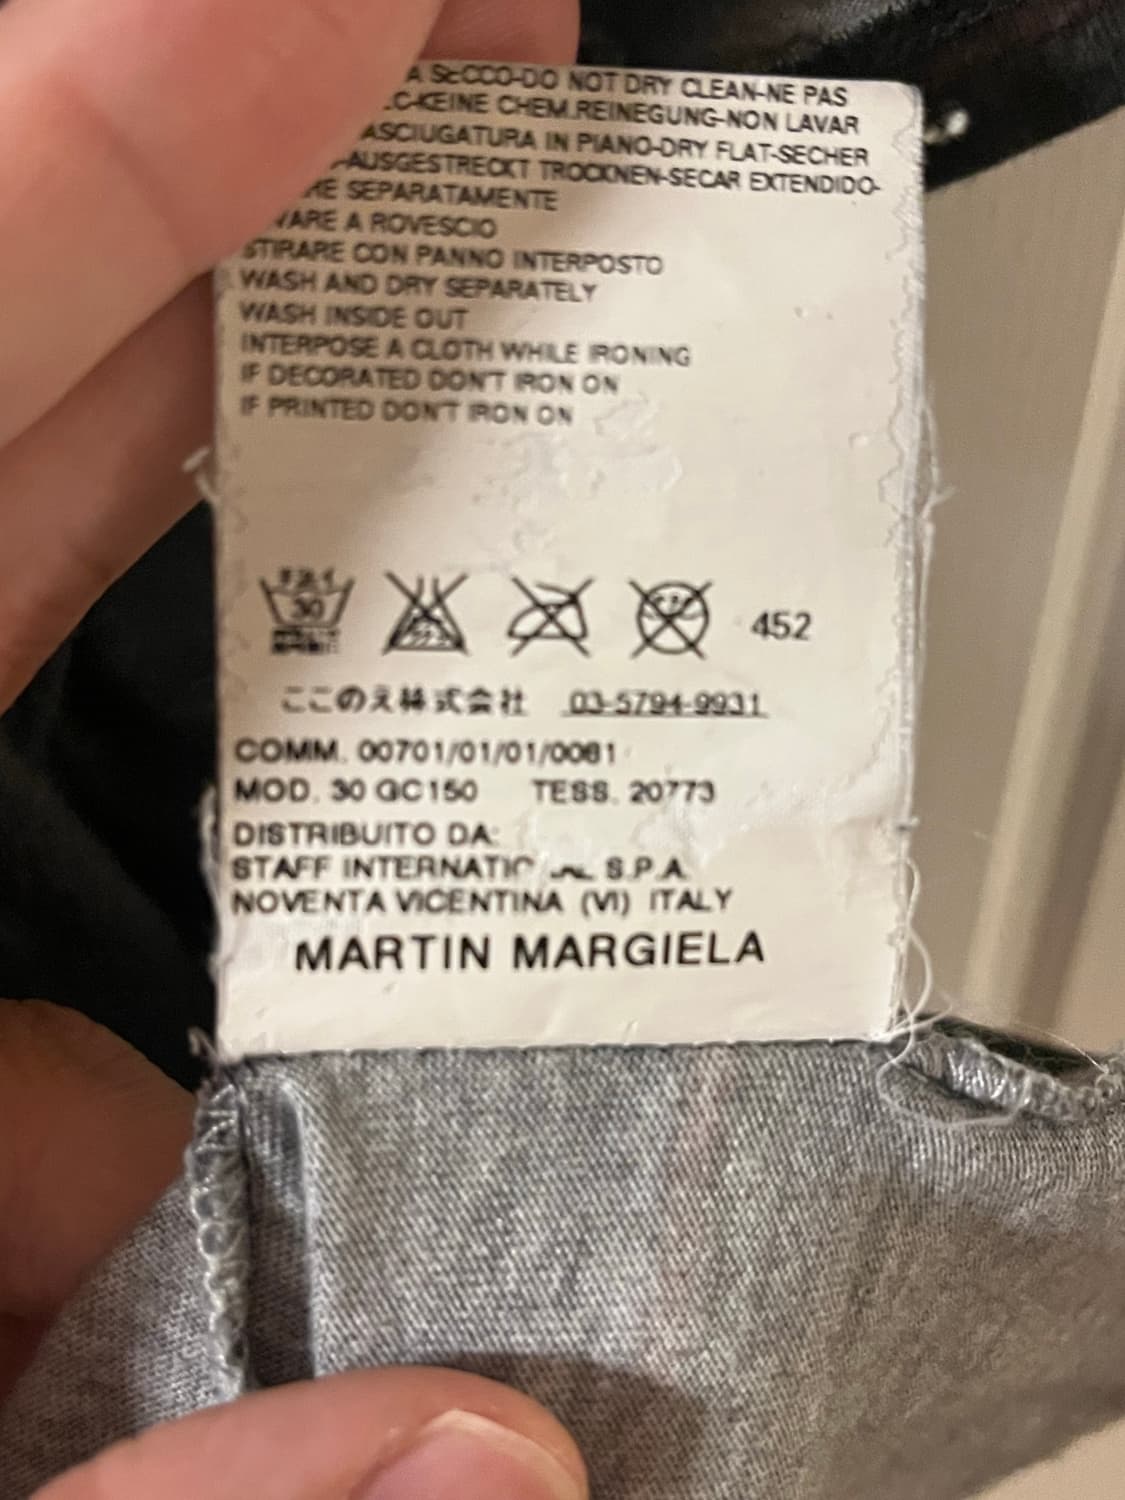 A SECCO-DO NOT DRY CLEAN-NE PAS
C-KEINE CHEM.REINEGUNG-NON LAVAR
ASCIUGATURA IN PIANO-DRY FLAT-SECHER
-AUSGESTRECKT TROCKNEN-SECAR EXTENDIDO-
RE SEPARATAMENTE
VARE A ROVESCIO
STIRARE CON PANNO INTERPOSTO
WASH AND DRY SEPARATELY
WASH INSIDE OUT
INTERPOSE A CLOTH WHILE IRONING
IF DECORATED DON'T IRON ON
IF PRINTED DON'T IRON ON
30 452
ここのえ株式会社 03-5794-9931
COMM. 00701/01/01/0061
MOD. 30 GC150 TESS. 20773
DISTRIBUITO DA:
STAFF INTERNATIONAL S.P.A.
NOVENTA VICENTINA (VI) ITALY
MARTIN MARGIELA